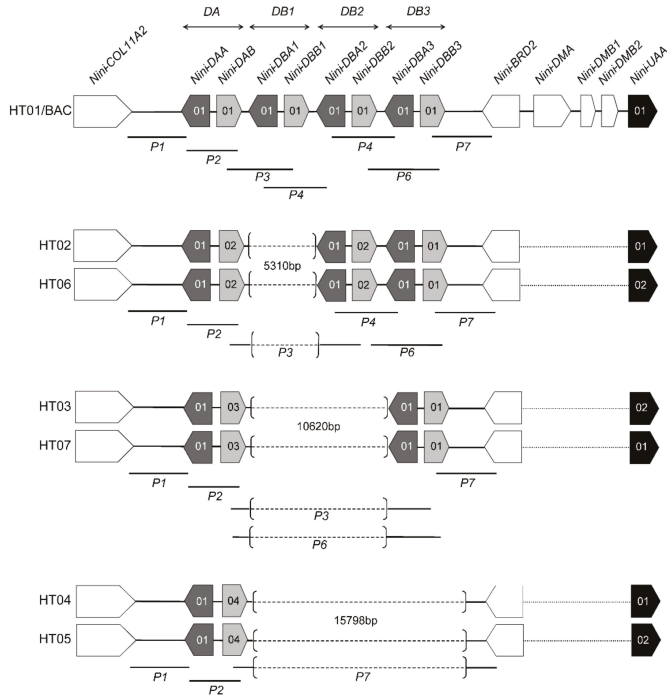 DA DB1 DB2 DB3
Nini-COL11A2 Nini-DAA Nini-DAB Nini-DBA1 Nini-DBB1 Nini-DBA2 Nini-DBB2 Nini-DBA3 Nini-DBB3 Nini-BRD2 Nini-DMA Nini-DMB1 Nini-DMB2 Nini-UAA
HT01/BAC 01 01 01 01 01 01 01 01 01
P1 P4 P7
P2
P3 P6
P4
HT02 01 02 01 02 01 01 01
5310bp
HT06 01 02 01 02 01 01 02
P1 P4 P7
P2
P3 P6
HT03 01 03 01 01 02
10620bp
HT07 01 03 01 01 01
P1 P7
P2
P3
P6
HT04 01 04 01
15798bp
HT05 01 04 02
P1 P7
P2